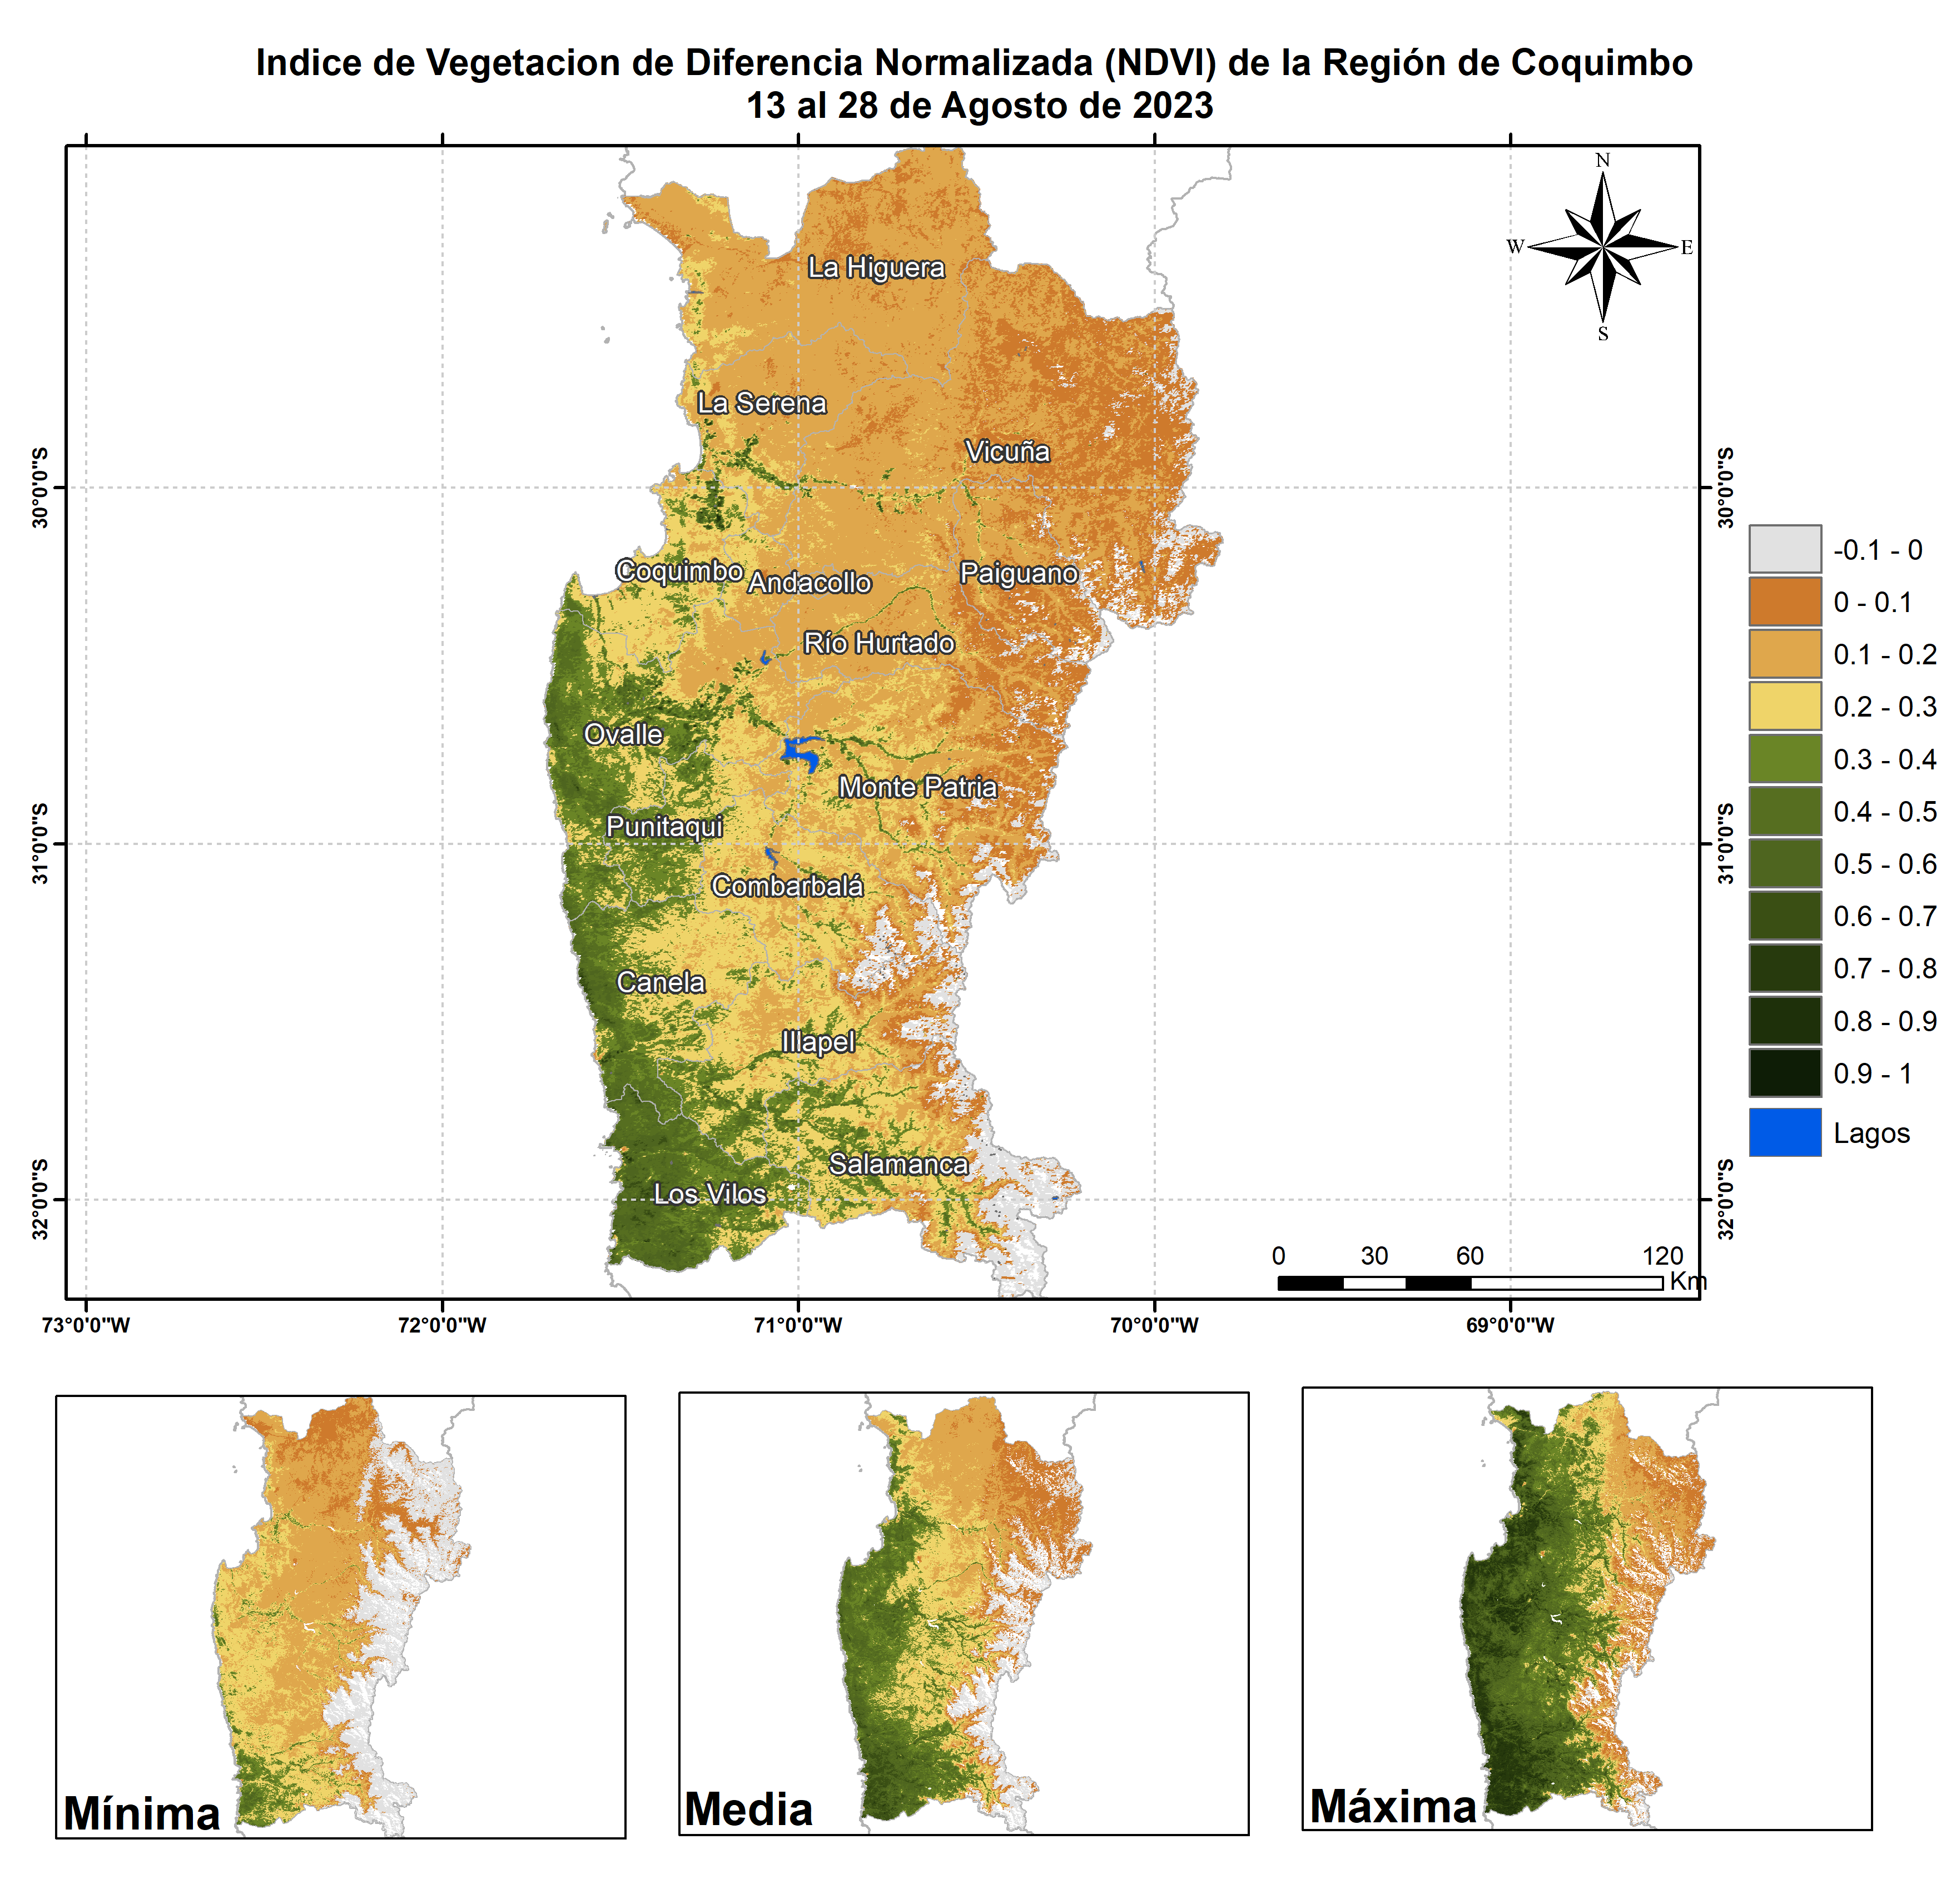 Indice de Vegetacion de Diferencia Normalizada (NDVI) de la Región de Coquimbo
13 al 28 de Agosto de 2023
N
W
E
S
La Higuera
La Serena
Vicuña
Coquimbo
Andacollo
Paiguano
Río Hurtado
Ovalle
Monte Patria
Punitaqui
Combarbalá
Canela
Illapel
Salamanca
Los Vilos
30°0'0"S
31°0'0"S
32°0'0"S
30°0'0"S
31°0'0"S
32°0'0"S
-0.1 - 0
0 - 0.1
0.1 - 0.2
0.2 - 0.3
0.3 - 0.4
0.4 - 0.5
0.5 - 0.6
0.6 - 0.7
0.7 - 0.8
0.8 - 0.9
0.9 - 1
Lagos
0 30 60 120
Km
73°0'0"W 72°0'0"W 71°0'0"W 70°0'0"W 69°0'0"W
Mínima
Media
Máxima